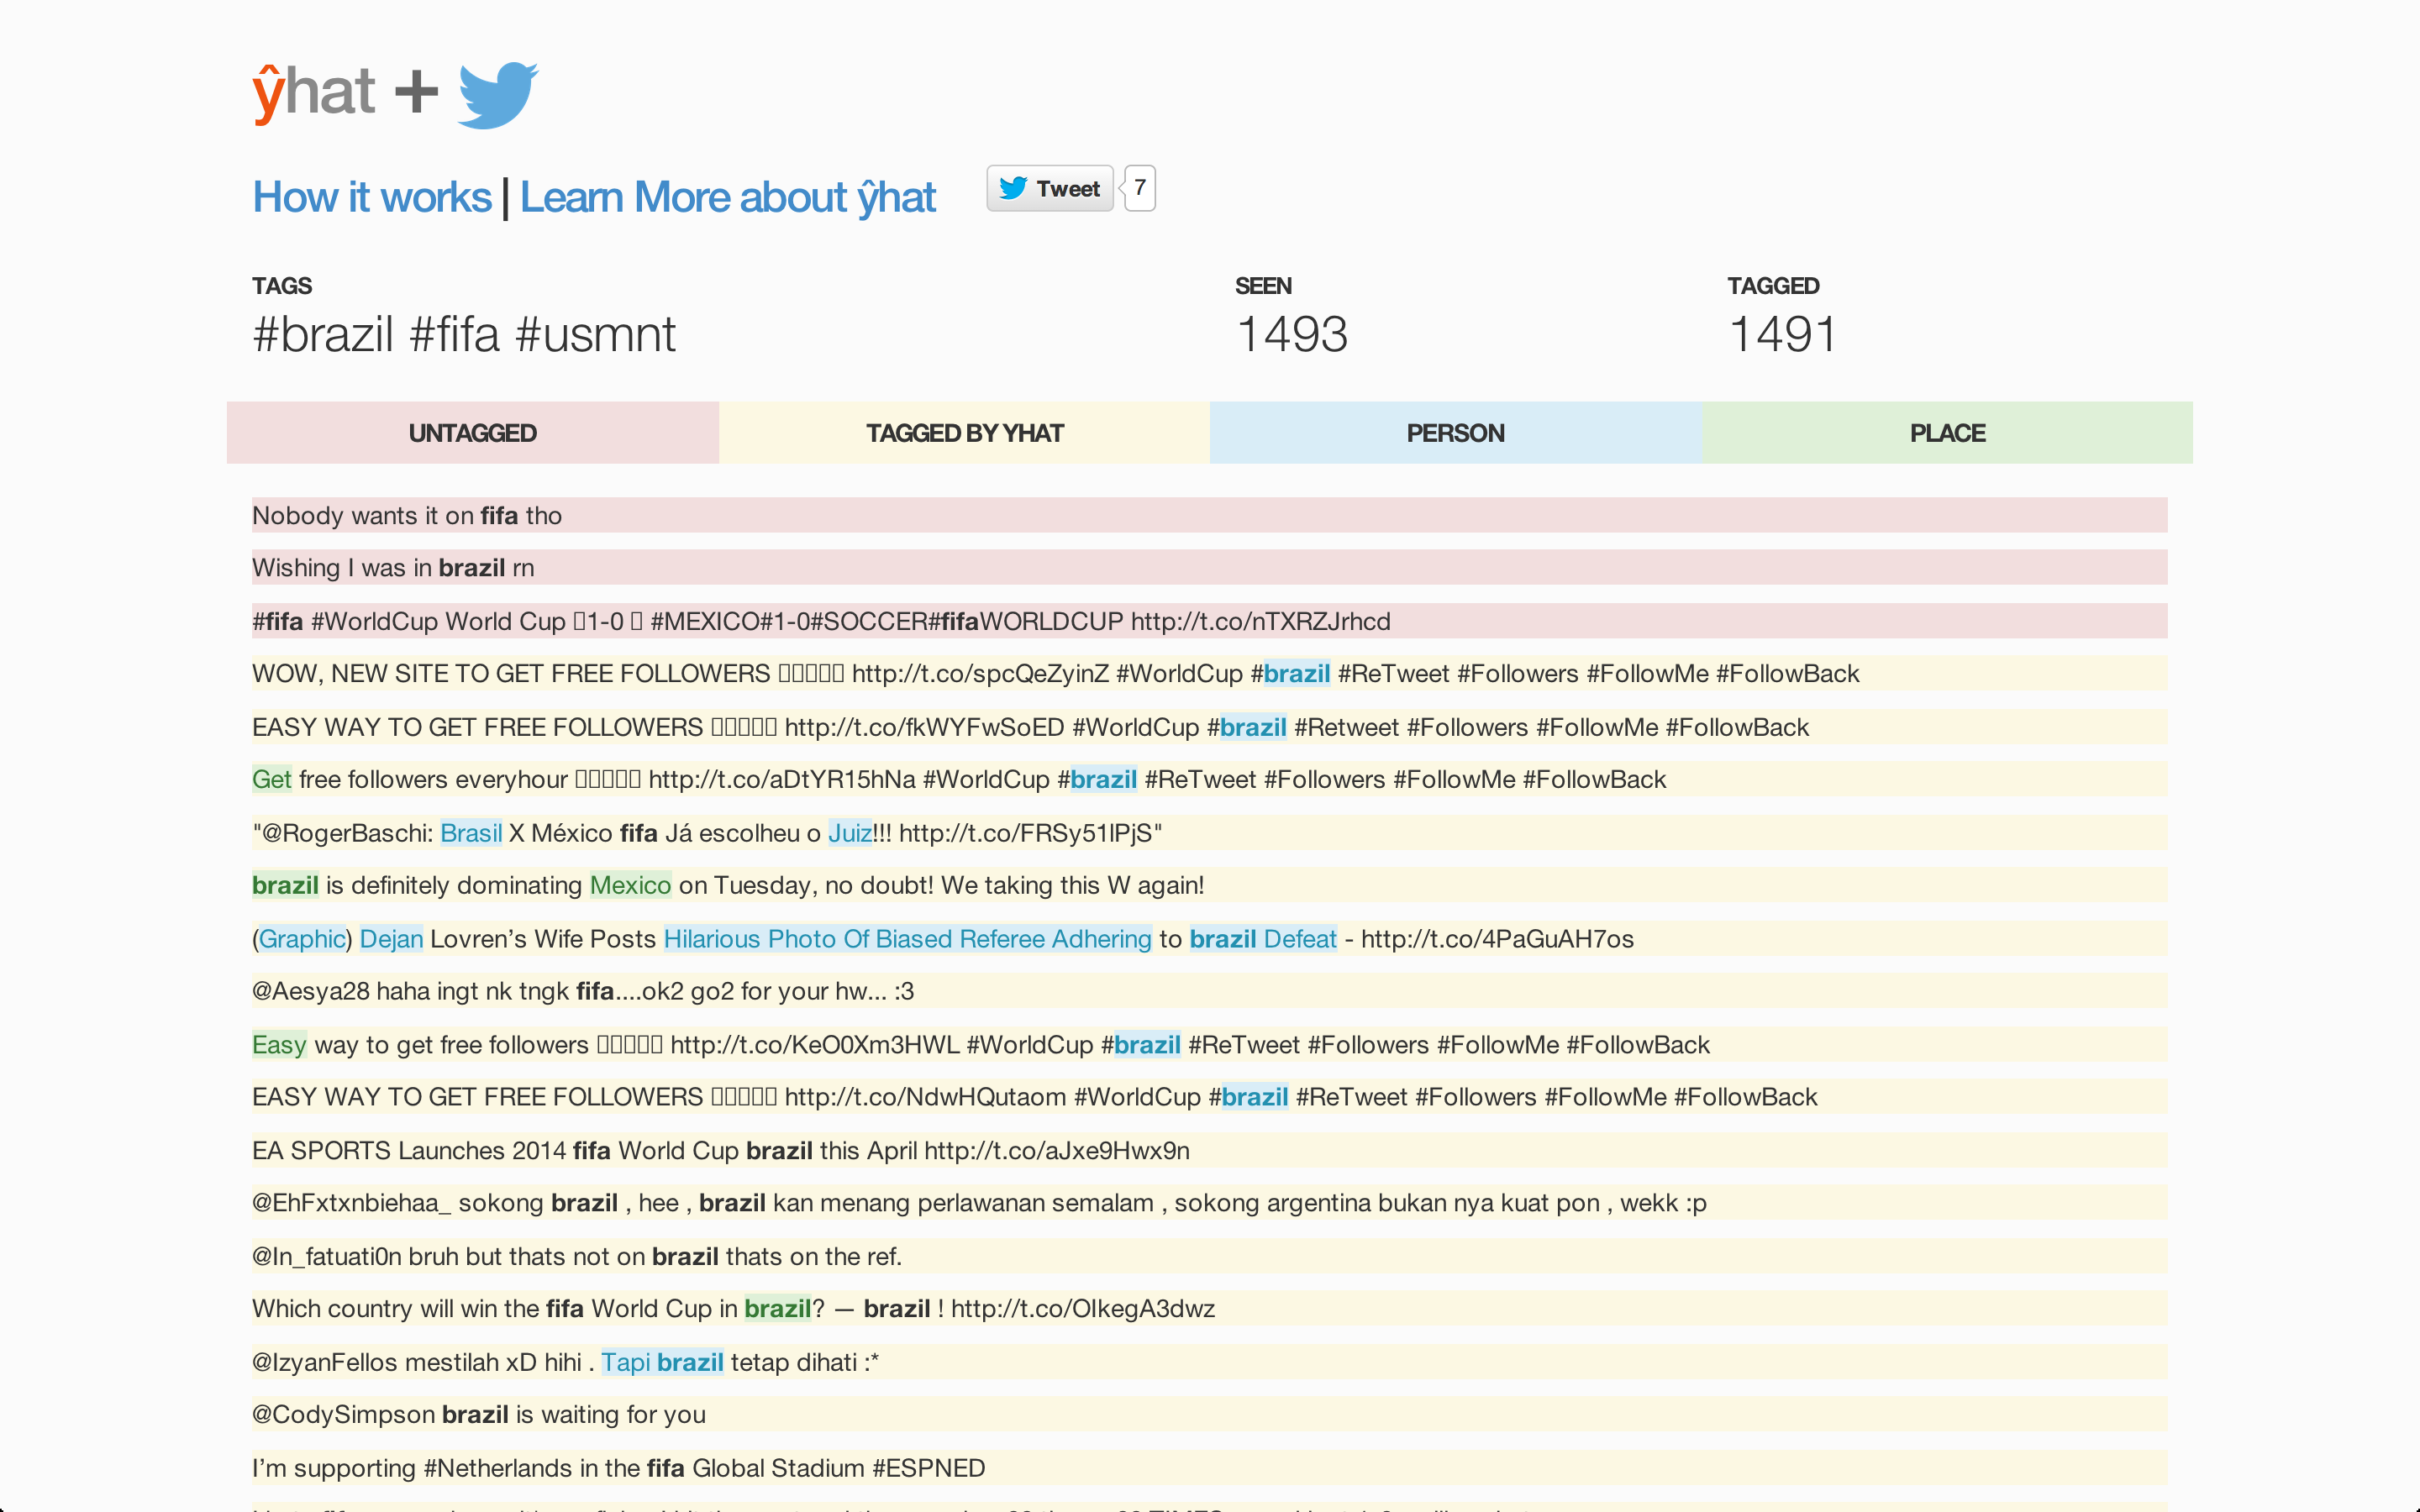 ŷhat +
How it works | Learn More about ŷhat Tweet 7
TAGS SEEN TAGGED
#brazil #fifa #usmnt 1493 1491
UNTAGGED TAGGED BY YHAT PERSON PLACE
Nobody wants it on fifa tho
Wishing I was in brazil rn
#fifa #WorldCup World Cup 1-0 #MEXICO#1-0#SOCCER#fifaWORLDCUP http://t.co/nTXRZJrhcd
WOW, NEW SITE TO GET FREE FOLLOWERS http://t.co/spcQeZyinZ #WorldCup #brazil #ReTweet #Followers #FollowMe #FollowBack
EASY WAY TO GET FREE FOLLOWERS http://t.co/fkWYFwSoED #WorldCup #brazil #Retweet #Followers #FollowMe #FollowBack
Get free followers everyhour http://t.co/aDtYR15hNa #WorldCup #brazil #ReTweet #Followers #FollowMe #FollowBack
"@RogerBaschi: Brasil X México fifa Já escolheu o Juiz!!! http://t.co/FRSy51lPjS"
brazil is definitely dominating Mexico on Tuesday, no doubt! We taking this W again!
(Graphic) Dejan Lovren’s Wife Posts Hilarious Photo Of Biased Referee Adhering to brazil Defeat - http://t.co/4PaGuAH7os
@Aesya28 haha ingt nk tngk fifa....ok2 go2 for your hw... :3
Easy way to get free followers http://t.co/KeO0Xm3HWL #WorldCup #brazil #ReTweet #Followers #FollowMe #FollowBack
EASY WAY TO GET FREE FOLLOWERS http://t.co/NdwHQutaom #WorldCup #brazil #ReTweet #Followers #FollowMe #FollowBack
EA SPORTS Launches 2014 fifa World Cup brazil this April http://t.co/aJxe9Hwx9n
@EhFxtxnbiehaa_ sokong brazil , hee , brazil kan menang perlawanan semalam , sokong argentina bukan nya kuat pon , wekk :p
@In_fatuati0n bruh but thats not on brazil thats on the ref.
Which country will win the fifa World Cup in brazil? — brazil ! http://t.co/OIkegA3dwz
@IzyanFellos mestilah xD hihi . Tapi brazil tetap dihati :*
@CodySimpson brazil is waiting for you
I’m supporting #Netherlands in the fifa Global Stadium #ESPNED